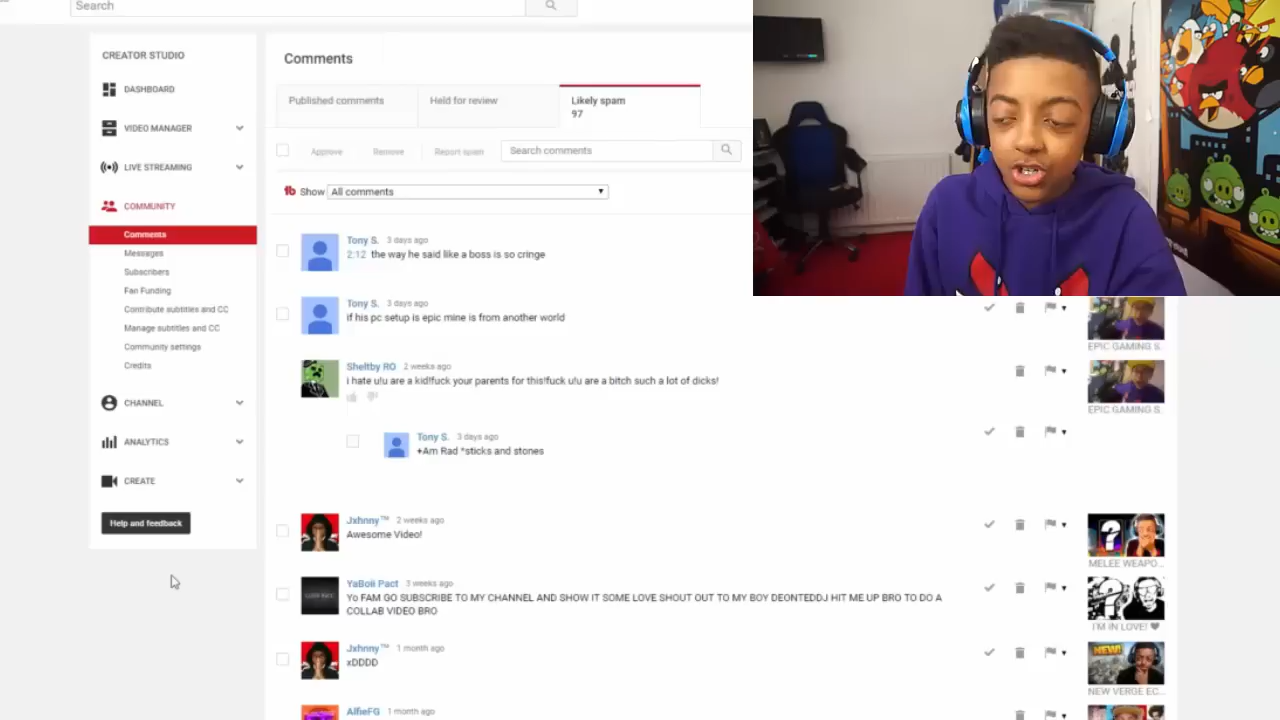 Search
CREATOR STUDIO
DASHBOARD
VIDEO MANAGER
LIVE STREAMING
COMMUNITY
Comments
Messages
Subscribers
Fan Funding
Contribute subtitles and CC
Manage subtitles and CC
Community settings
Credits
CHANNEL
ANALYTICS
CREATE
Help and feedback
Comments
Published comments
Held for review
Likely spam
97
Approve Remove Report spam Search comments
Show All comments
Tony S. 3 days ago
2:12 the way he said like a boss is so cringe
Tony S. 3 days ago
if his pc setup is epic mine is from another world
EPIC GAMING S..
Sheltby RO 2 weeks ago
i hate u!u are a kid!fuck your parents for this!fuck u!u are a bitch such a lot of dicks!
EPIC GAMING S..
Tony S. 3 days ago
+Am Rad *sticks and stones
Jxhnny™ 2 weeks ago
Awesome Video!
MELEE WEAPO...
YaBoii Pact 3 weeks ago
Yo FAM GO SUBSCRIBE TO MY CHANNEL AND SHOW IT SOME LOVE SHOUT OUT TO MY BOY DEONTEDDJ HIT ME UP BRO TO DO A
COLLAB VIDEO BRO
I'M IN LOVE! ❤
Jxhnny™ 1 month ago
xDDDD
NEW!
NEW VERGE EC...
AlfieFG 1 month ago